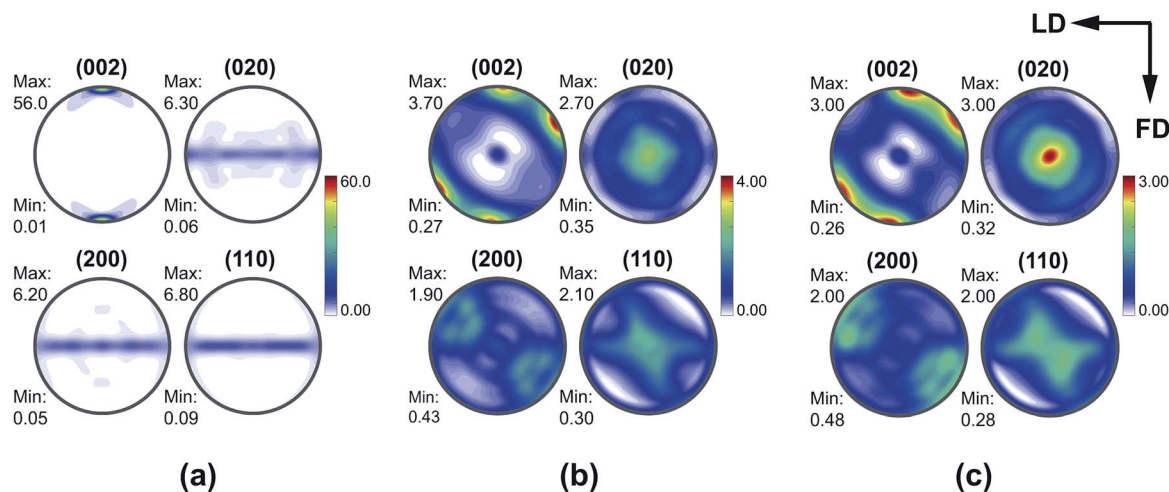 LD
FD
(002)
(020)
Max:
56.0
Max:
6.30
Min:
0.01
Min:
0.06
60.0
0.00
(200)
(110)
Max:
6.20
Max:
6.80
Min:
0.05
Min:
0.09
(a)
(002)
(020)
Max:
3.70
Max:
2.70
Min:
0.27
Min:
0.35
4.00
0.00
(200)
(110)
Max:
1.90
Max:
2.10
Min:
0.43
Min:
0.30
(b)
(002)
(020)
Max:
3.00
Max:
3.00
Min:
0.26
Min:
0.32
3.00
0.00
(200)
(110)
Max:
2.00
Max:
2.00
Min:
0.48
Min:
0.28
(c)